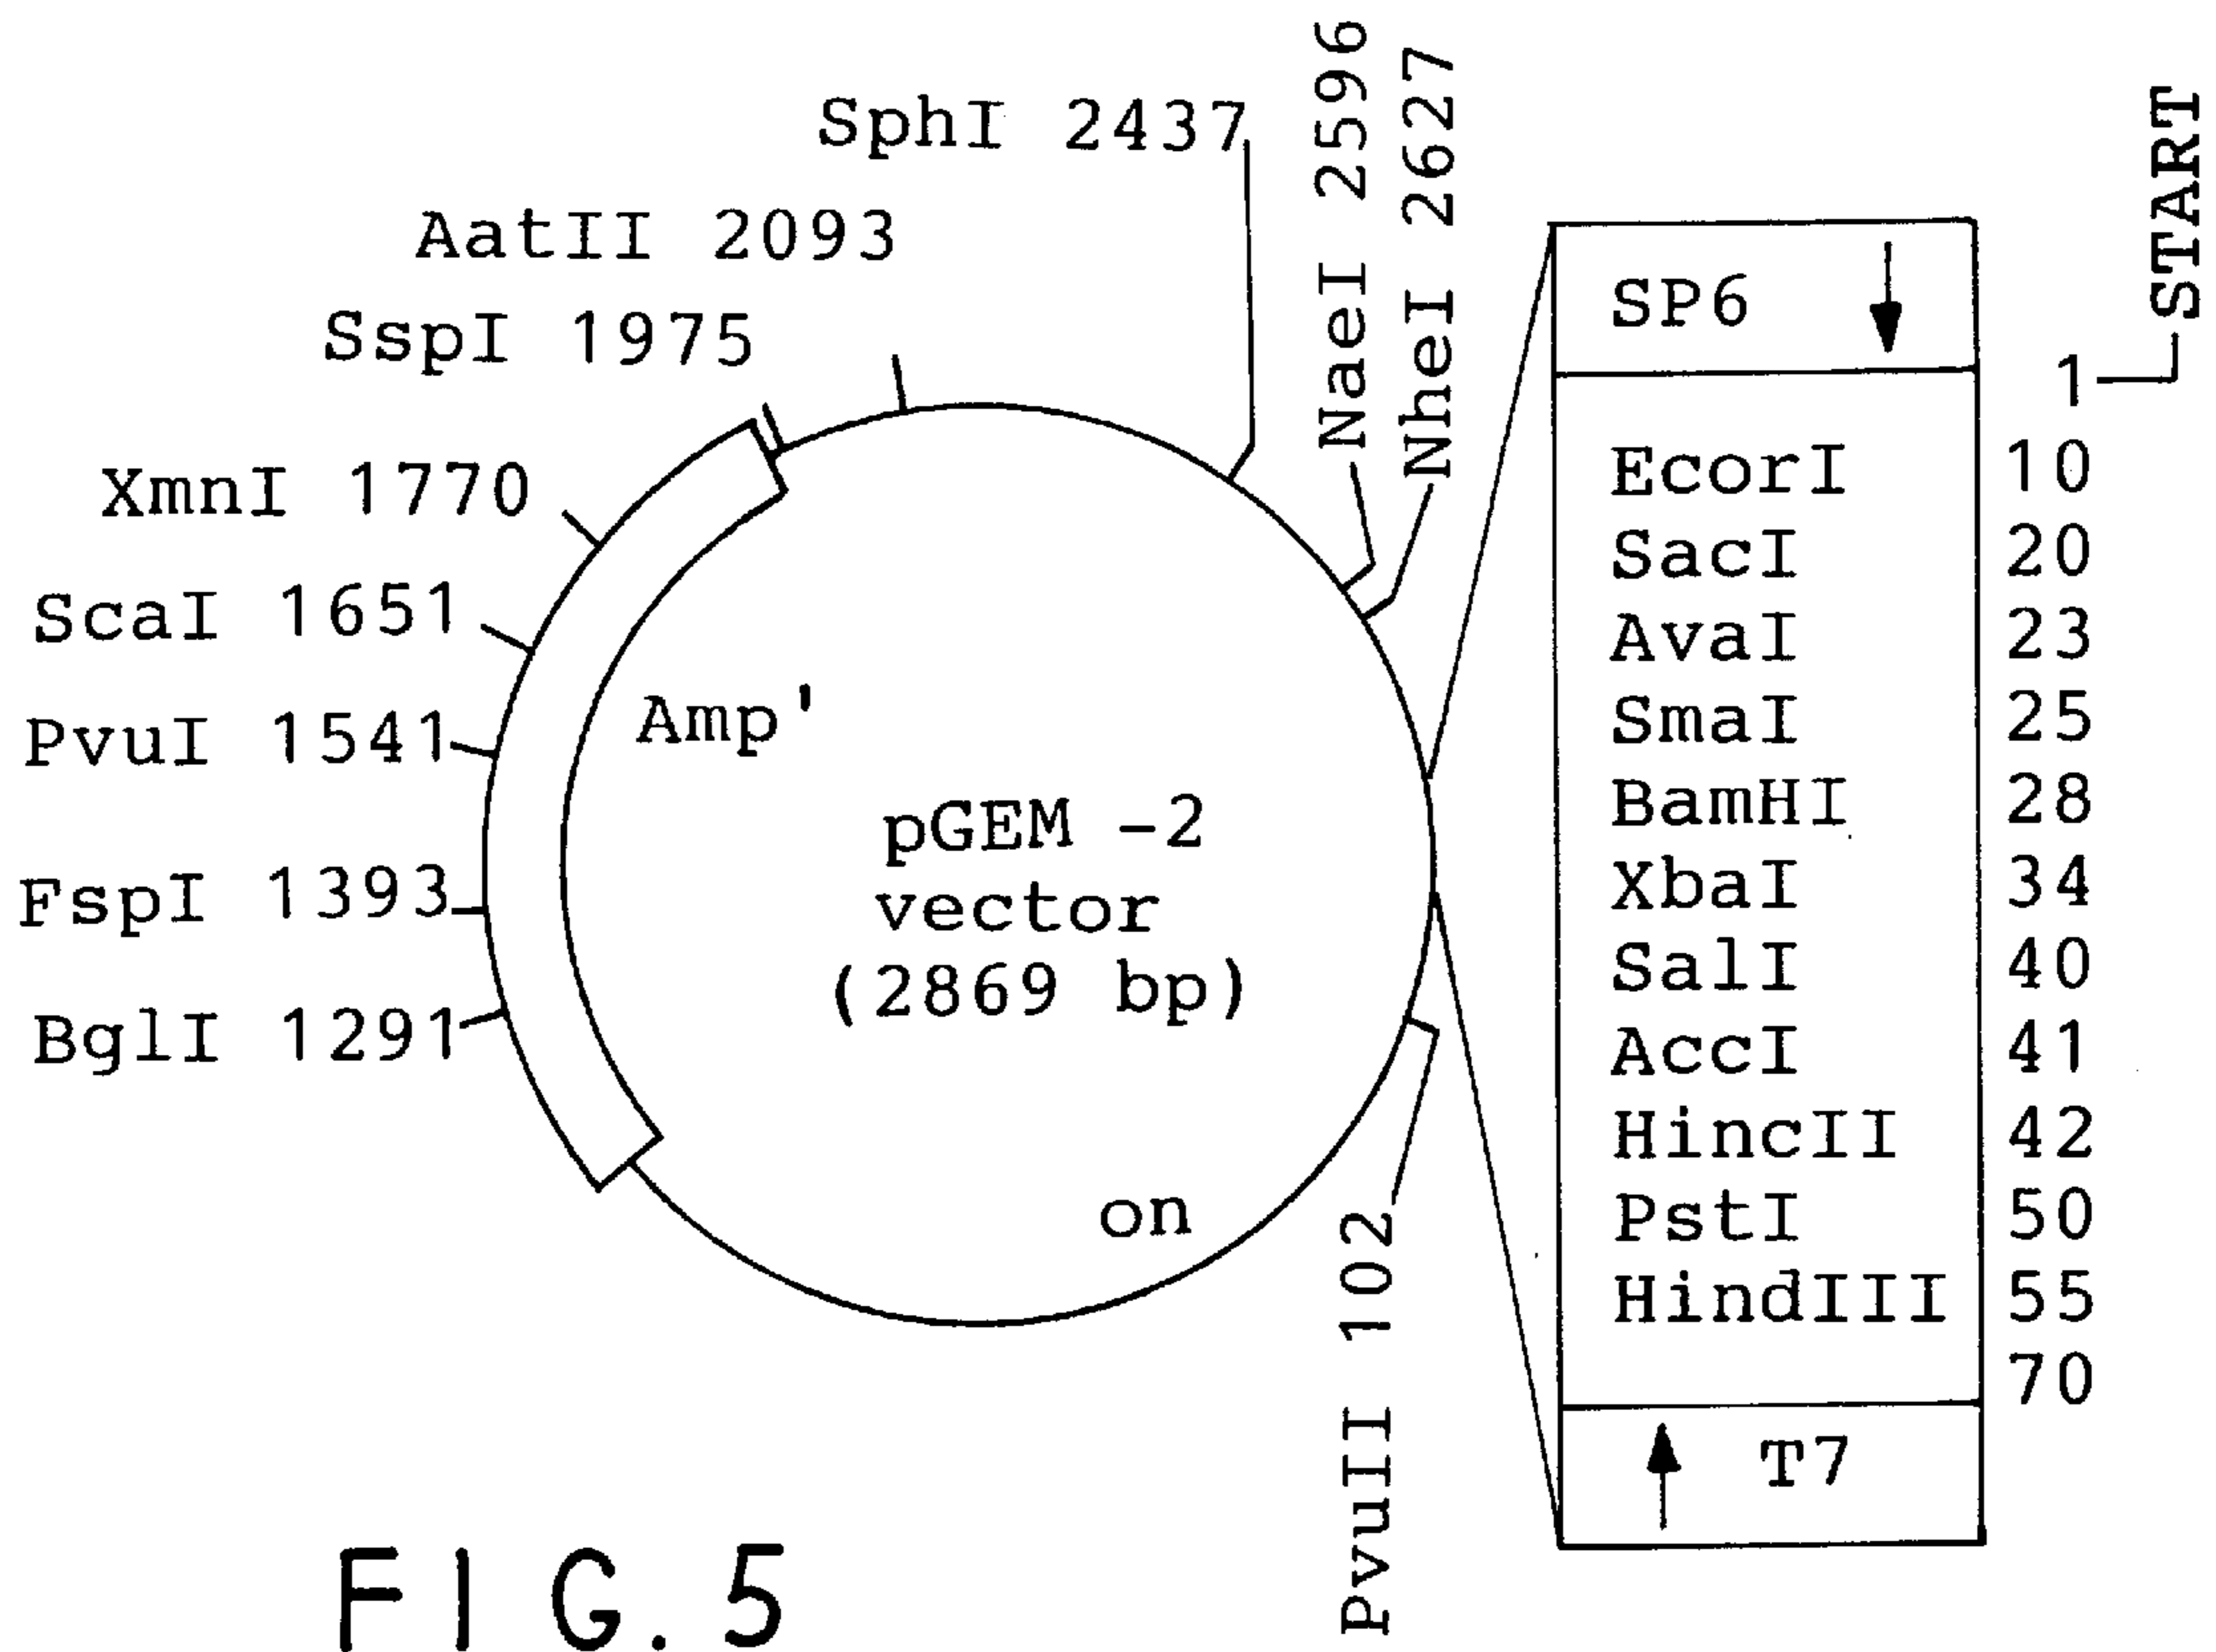 SphI 2437
NaeI 2596
NheI 2627
START
AatII 2093
SspI 1975
XmnI 1770
ScaI 1651
PvuI 1541
FspI 1393
BglI 1291
Amp'
pGEM -2
vector
(2869 bp)
on
PvuII 102
SP6
1
EcorI 10
SacI 20
AvaI 23
SmaI 25
BamHI 28
XbaI 34
SalI 40
AccI 41
HincII 42
PstI 50
HindIII 55
70
T7
FIG. 5